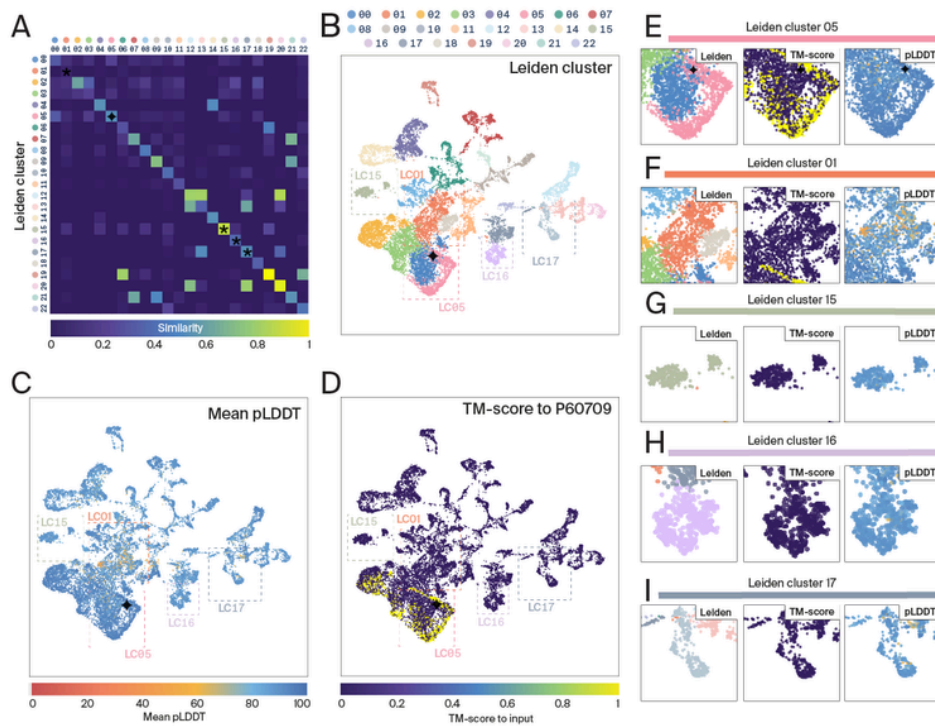 A
00 01 02 03 04 05 06 07 08 09 10 11 12 13 14 15 16 17 18 19 20 21 22
Leiden cluster
00
01
02
03
04
05
06
07
08
09
10
11
12
13
14
15
16
17
18
19
20
21
22
Similarity
0 0.2 0.4 0.6 0.8 1
B
00 01 02 03 04 05 06 07
08 09 10 11 12 13 14 15
16 17 18 19 20 21 22
Leiden cluster
LC15
LC01
LC16
LC17
LC05
C
Mean pLDDT
LC15
LC01
LC17
LC16
LC05
0 20 40 60 80 100
Mean pLDDT
D
TM-score to P60709
LC15
LC01
LC17
LC16
LC05
0 0.2 0.4 0.6 0.8 1
TM-score to input
E
Leiden cluster 05
Leiden TM-score pLDDT
F
Leiden cluster 01
Leiden TM-score pLDDT
G
Leiden cluster 15
Leiden TM-score pLDDT
H
Leiden cluster 16
Leiden TM-score pLDDT
I
Leiden cluster 17
Leiden TM-score pLDDT